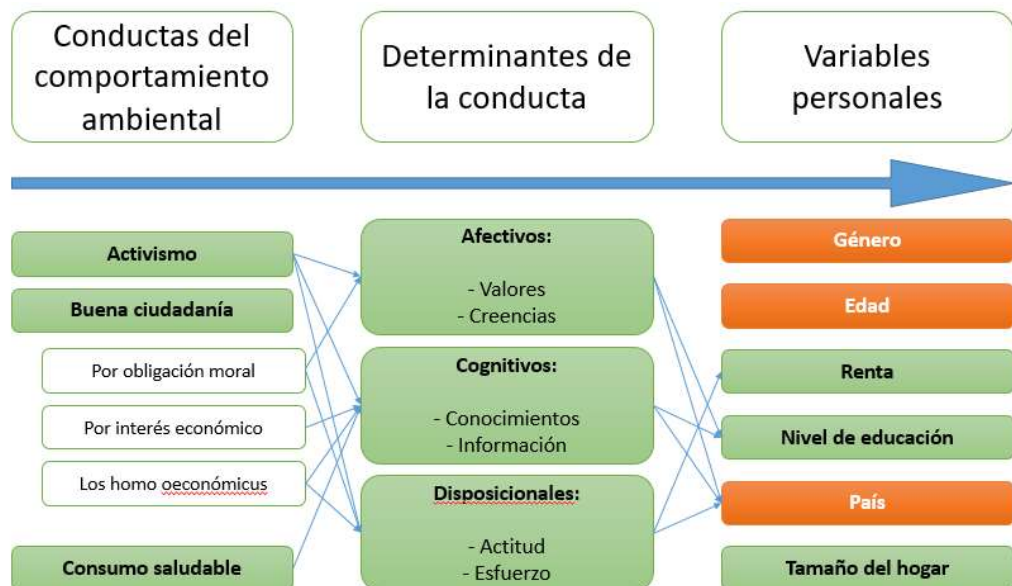 Conductas del
comportamiento
ambiental
Determinantes de
la conducta
Variables
personales
Activismo
Buena ciudadanía
Por obligación moral
Por interés económico
Los homo oeconómicus
Consumo saludable
Afectivos:
- Valores
- Creencias
Cognitivos:
- Conocimientos
- Información
Disposicionales:
- Actitud
- Esfuerzo
Género
Edad
Renta
Nivel de educación
País
Tamaño del hogar